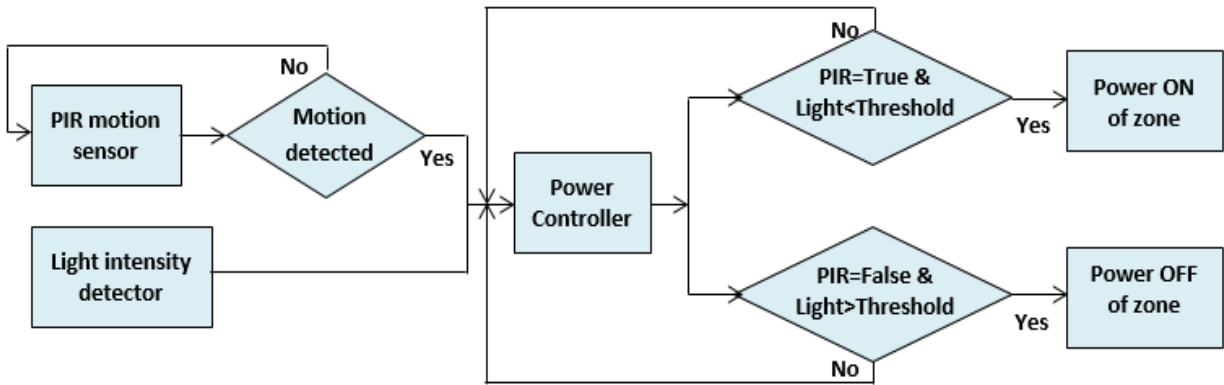 No
PIR motion
sensor
Motion
detected
Yes
Light intensity
detector
Power
Controller
No
PIR=True &
Light<Threshold
Yes
Power ON
of zone
PIR=False &
Light>Threshold
Yes
No
Power OFF
of zone